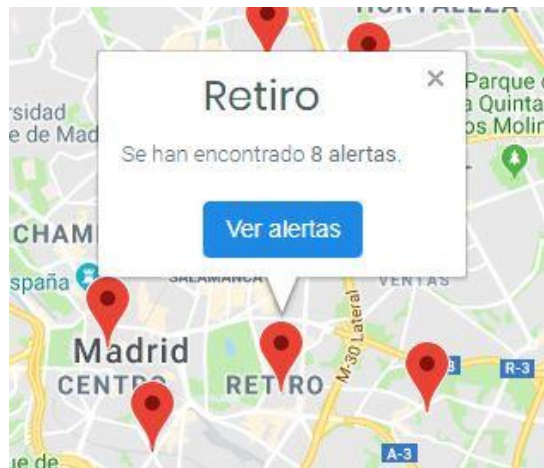 Retiro
×
Se han encontrado 8 alertas.
Ver alertas
Parque
a Quinta
os Molin
rsidad
e de Mad
CHAM
spaña
SALAMANCA
VENTAS
M-30 Lateral
Madrid
CENTRO
RETIRO
R-3
A-3
ue de